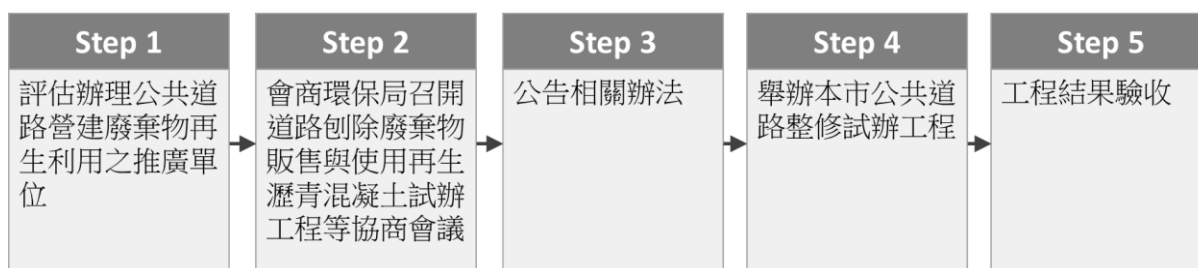 Step 1
評估辦理公共道
路營建廢棄物再
生利用之推廣單
位
Step 2
會商環保局召開
道路刨除廢棄物
販售與使用再生
瀝青混凝土試辦
工程等協商會議
Step 3
公告相關辦法
Step 4
舉辦本市公共道
路整修試辦工程
Step 5
工程結果驗收